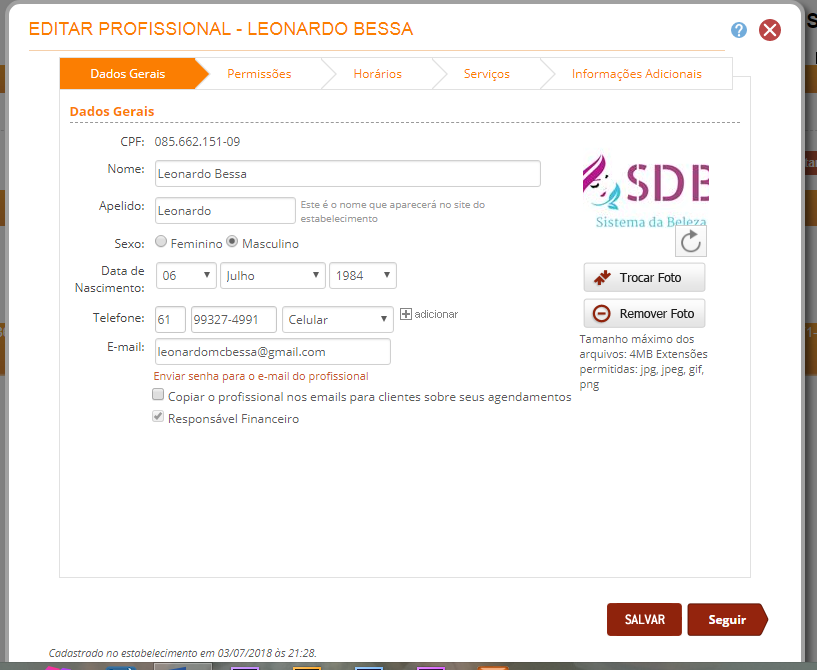 EDITAR PROFISSIONAL - LEONARDO BESSA
Dados Gerais
Permissões
Horários
Serviços
Informações Adicionais
Dados Gerais
CPF: 085.662.151-09
Nome: Leonardo Bessa
Apelido: Leonardo
Este é o nome que aparecerá no site do
estabelecimento
Sexo: Feminino Masculino
Data de
Nascimento: 06 Julho 1984
Telefone: 61 99327-4991 Celular adicionar
E-mail: leonardomcbessa@gmail.com
Enviar senha para o e-mail do profissional
Copiar o profissional nos emails para clientes sobre seus agendamentos
Responsável Financeiro
SDB
Sistema da Beleza
Trocar Foto
Remover Foto
Tamanho máximo dos
arquivos: 4MB Extensões
permitidas: jpg, jpeg, gif,
png
SALVAR
Seguir
Cadastrado no estabelecimento em 03/07/2018 às 21:28.